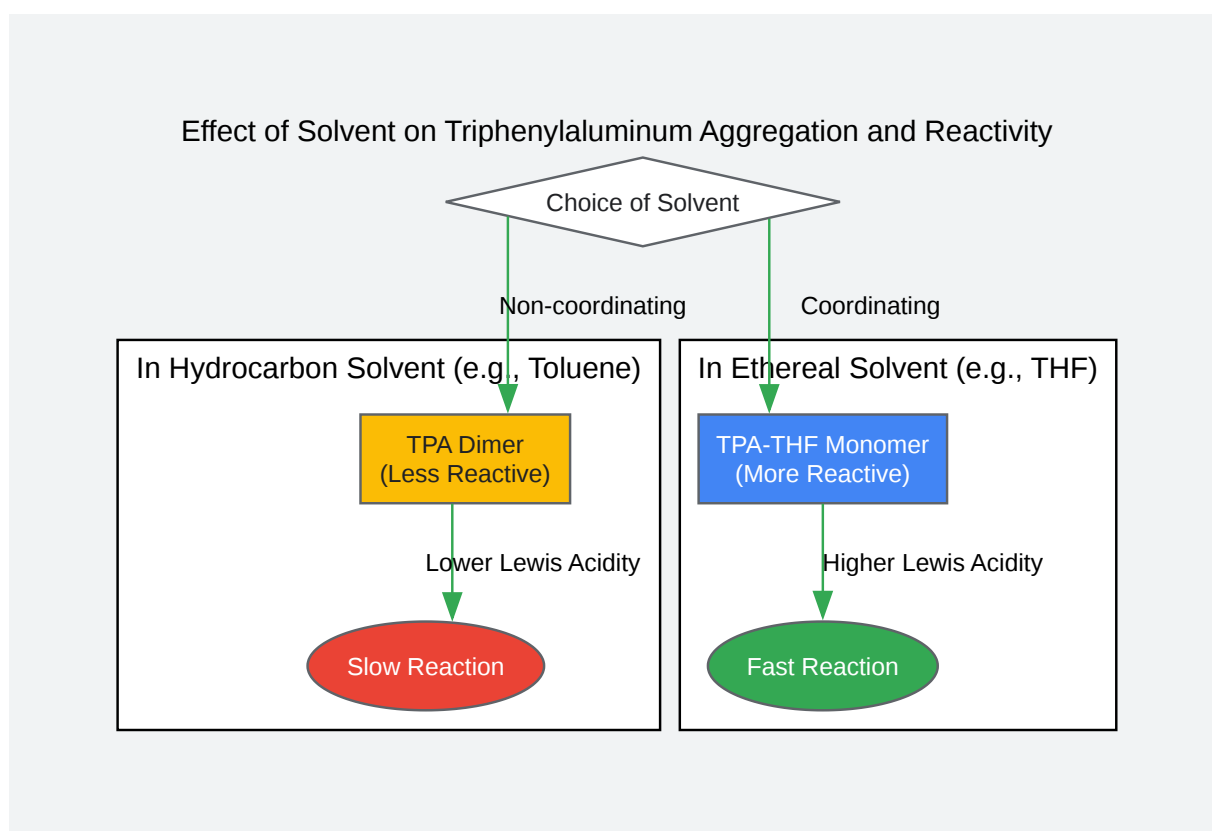 Effect of Solvent on Triphenylaluminum Aggregation and Reactivity
Choice of Solvent
Non-coordinating
Coordinating
In Hydrocarbon Solvent (e.g., Toluene)
In Ethereal Solvent (e.g., THF)
TPA Dimer
(Less Reactive)
TPA-THF Monomer
(More Reactive)
Lower Lewis Acidity
Higher Lewis Acidity
Slow Reaction
Fast Reaction